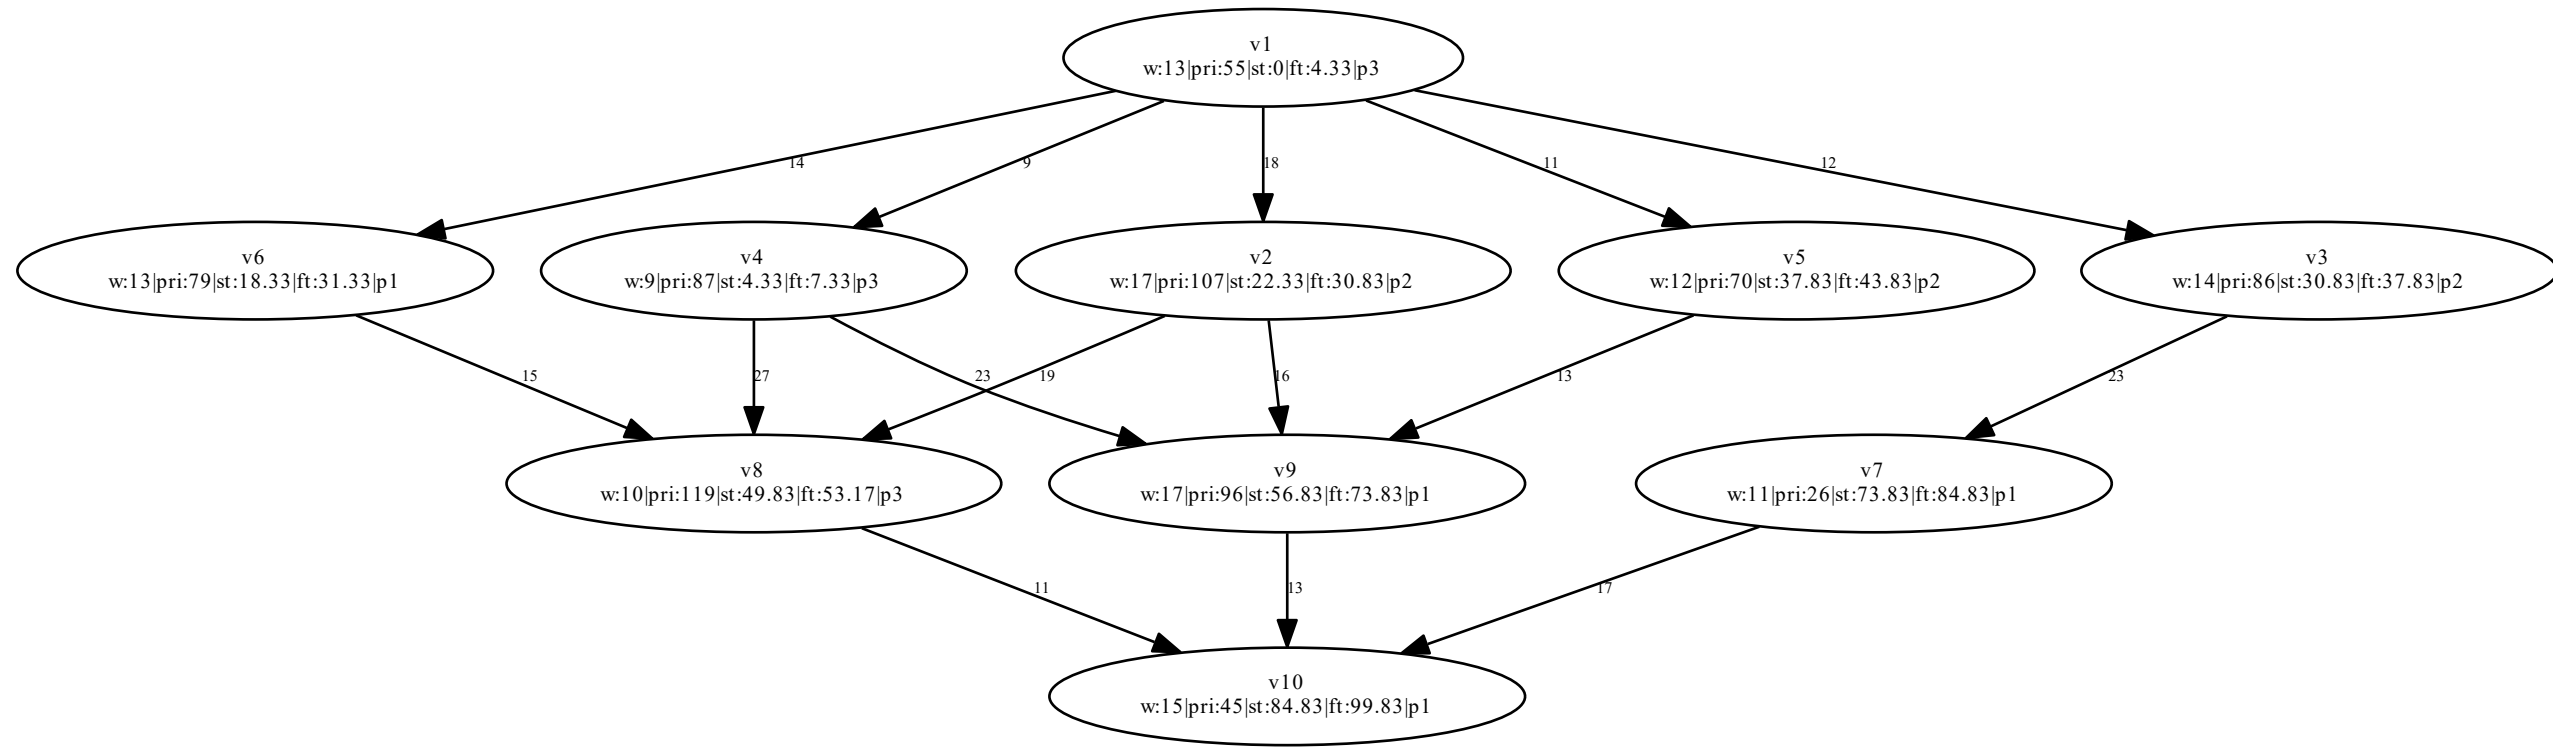 v1
w:13|pri:55|st:0|ft:4.33|p3
14
9
18
11
12
v6
w:13|pri:79|st:18.33|ft:31.33|p1
v4
w:9|pri:87|st:4.33|ft:7.33|p3
v2
w:17|pri:107|st:22.33|ft:30.83|p2
v5
w:12|pri:70|st:37.83|ft:43.83|p2
v3
w:14|pri:86|st:30.83|ft:37.83|p2
15
27
23
19
16
13
23
v8
w:10|pri:119|st:49.83|ft:53.17|p3
v9
w:17|pri:96|st:56.83|ft:73.83|p1
v7
w:11|pri:26|st:73.83|ft:84.83|p1
11
13
17
v10
w:15|pri:45|st:84.83|ft:99.83|p1